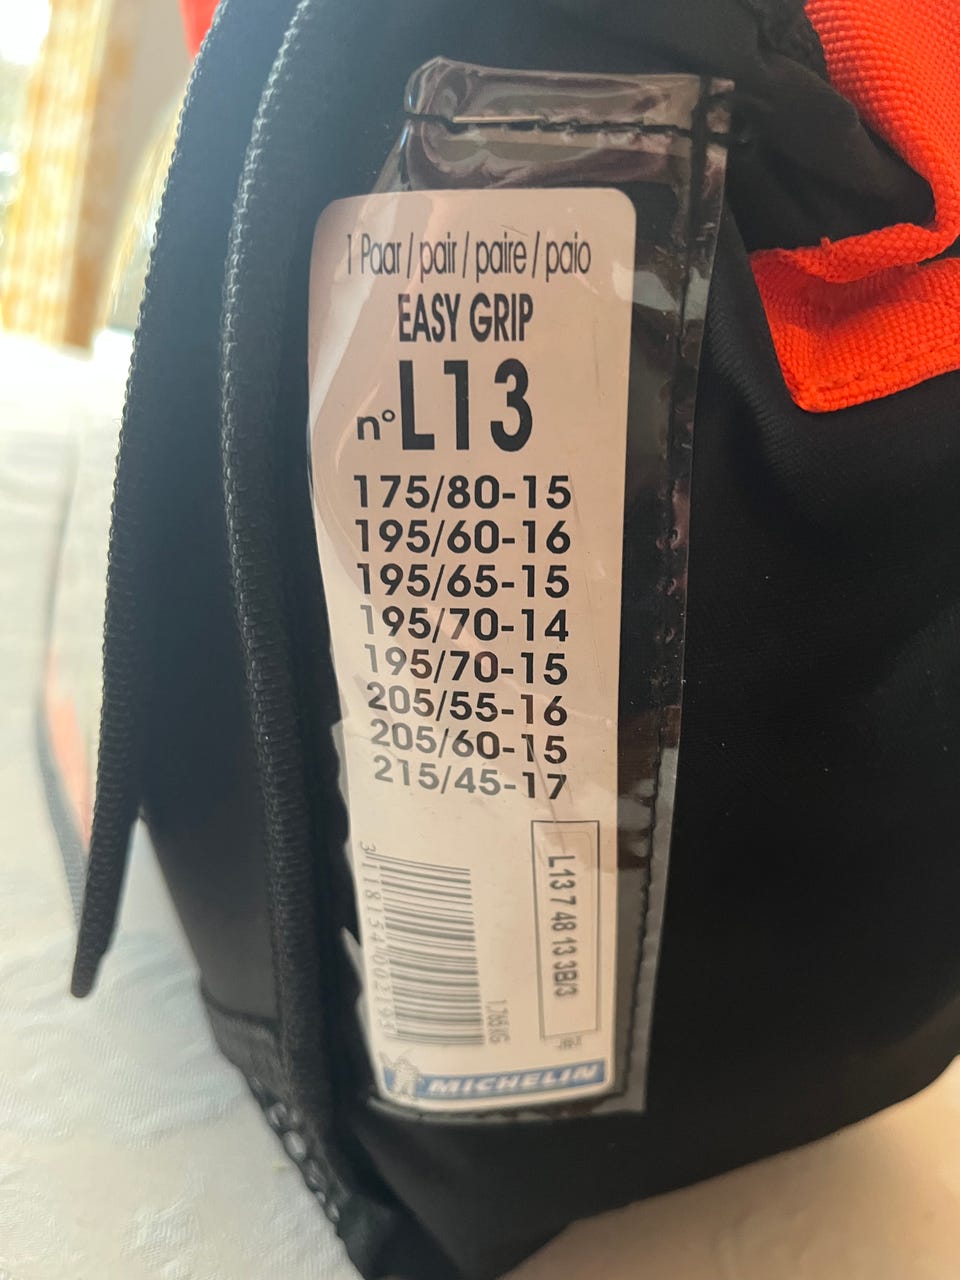 1 Paar / pair / paire / paio
EASY GRIP
n° L13
175/80-15
195/60-16
195/65-15
195/70-14
195/70-15
205/55-16
205/60-15
215/45-17
L13 7 48 13 3B/3
MICHELIN